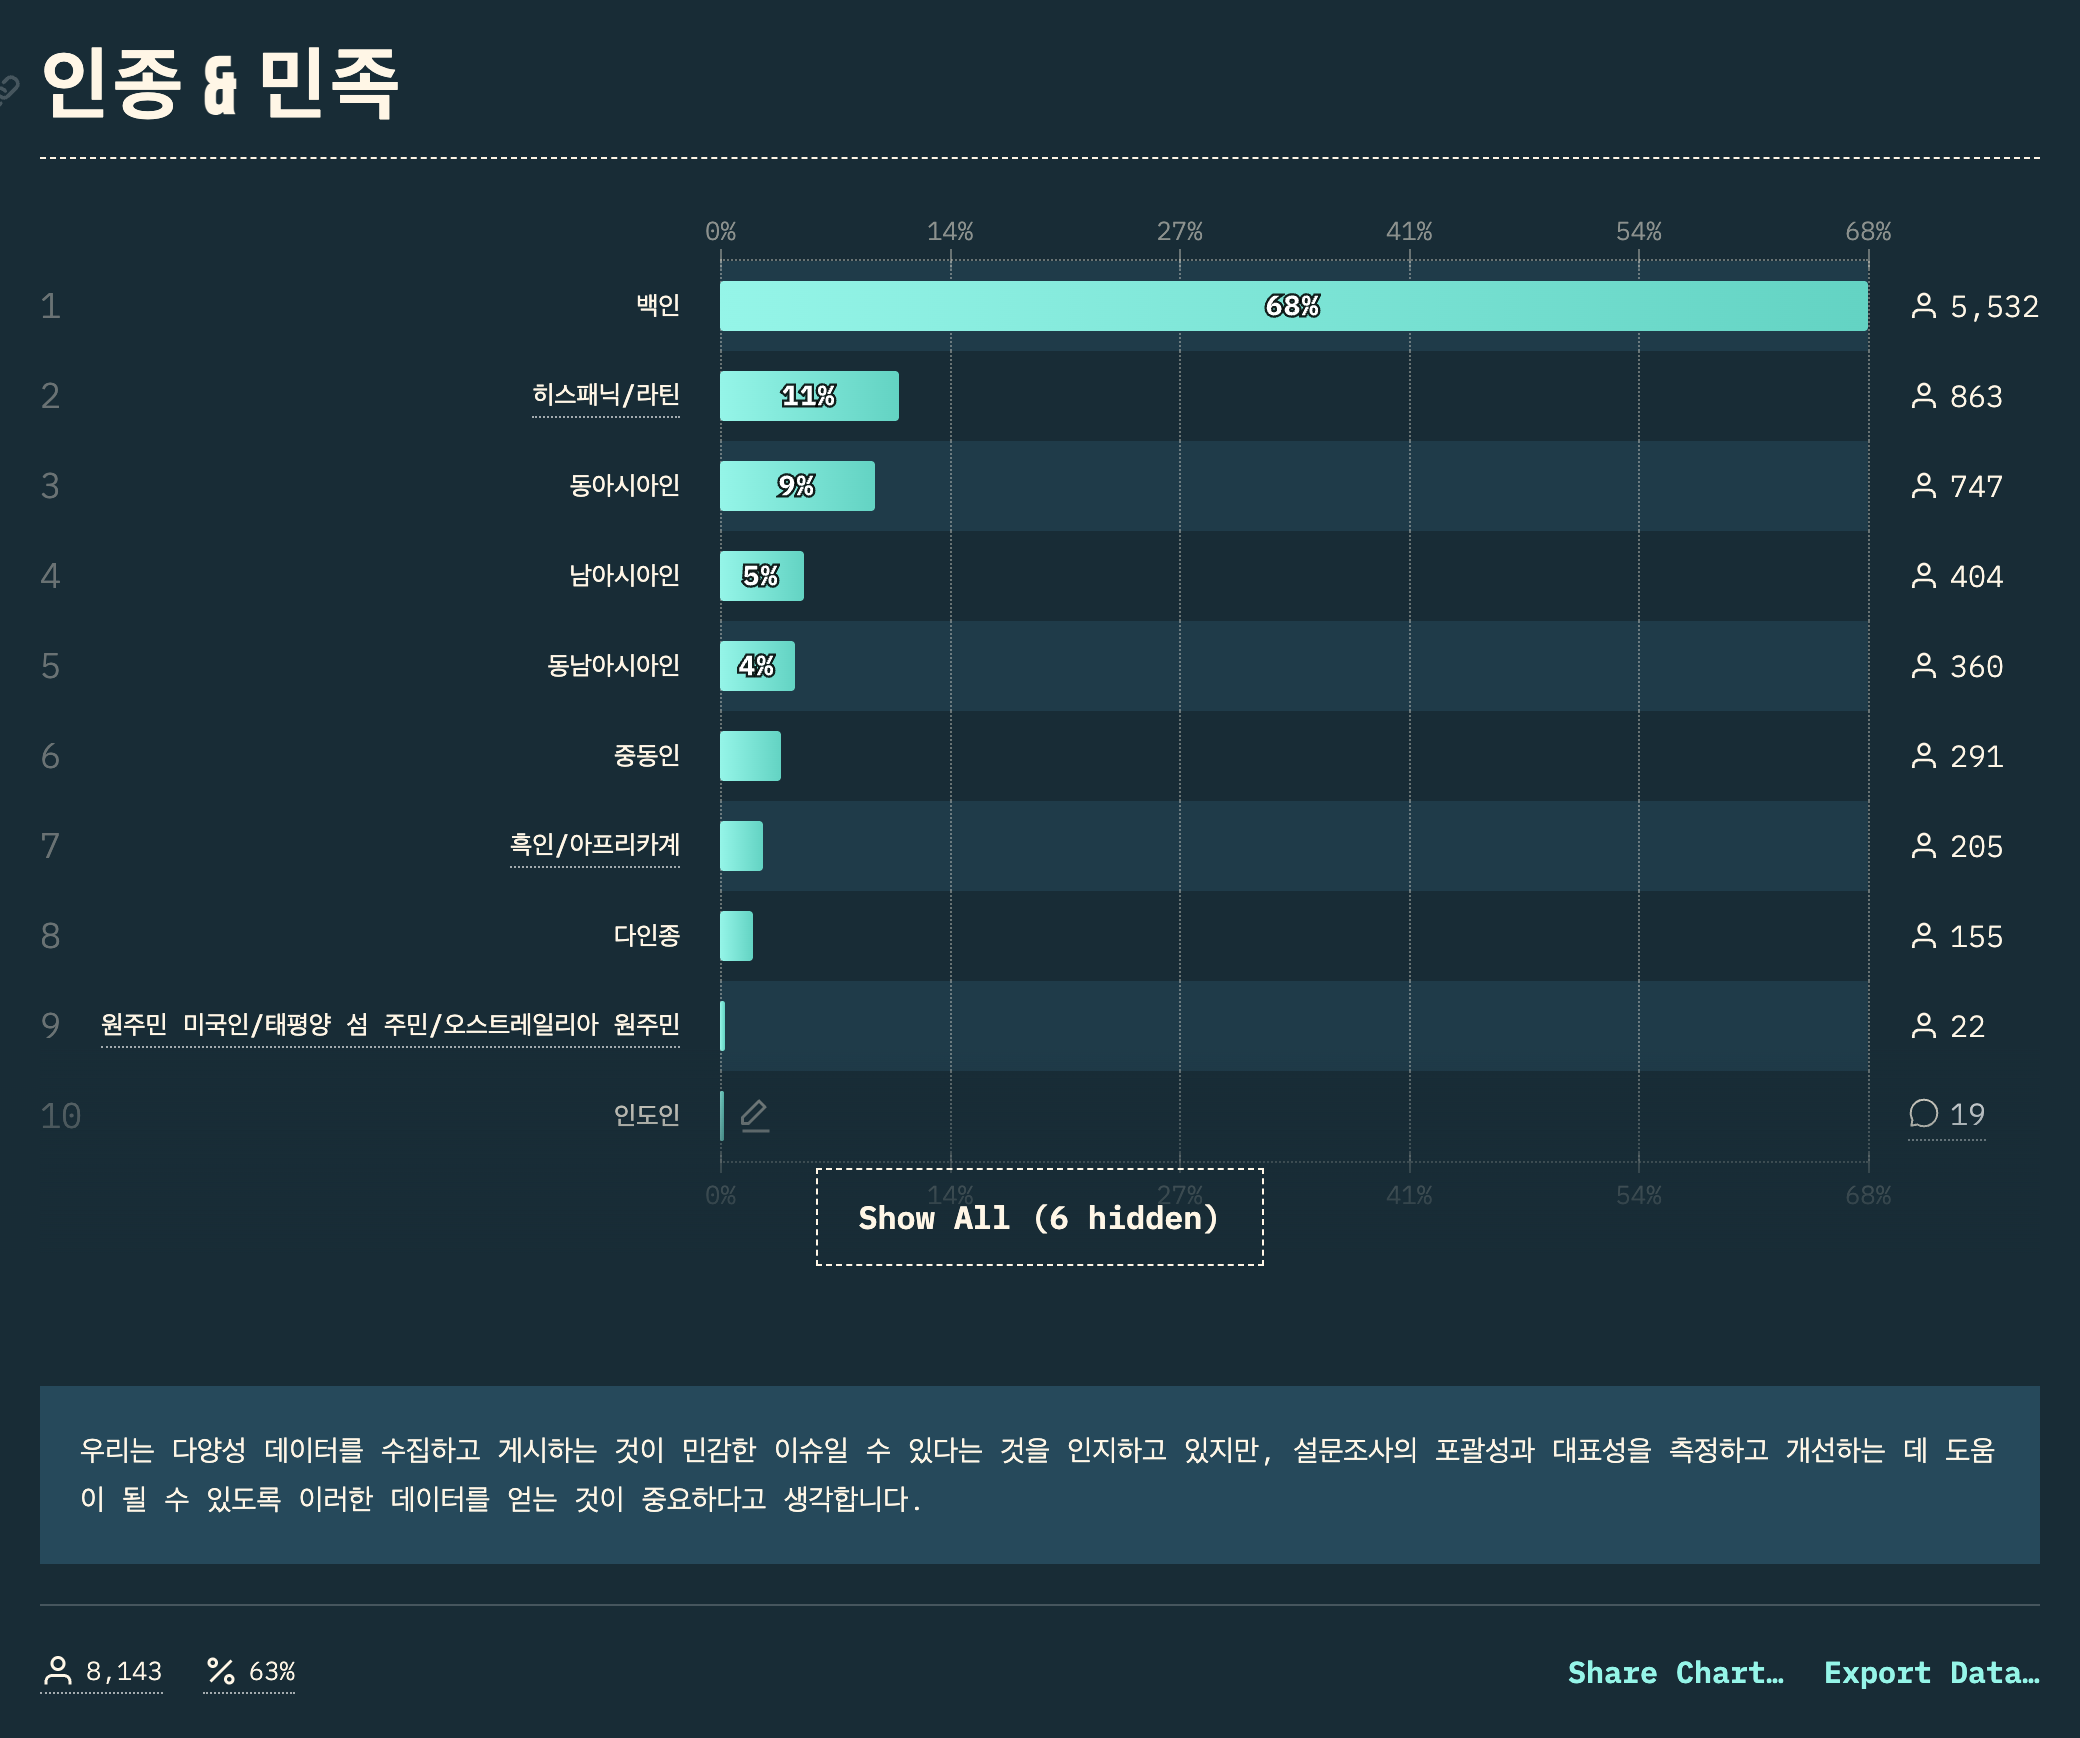 인종 & 민족
0% 14% 27% 41% 54% 68%
1 백인 68% 5,532
2 히스패닉/라틴 11% 863
3 동아시아인 9% 747
4 남아시아인 5% 404
5 동남아시아인 4% 360
6 중동인 291
7 흑인/아프리카계 205
8 다인종 155
9 원주민 미국인/태평양 섬 주민/오스트레일리아 원주민 22
10 인도인 19
0% 14% 27% 41% 54% 68%
Show All (6 hidden)
우리는 다양성 데이터를 수집하고 게시하는 것이 민감한 이슈일 수 있다는 것을 인지하고 있지만, 설문조사의 포괄성과 대표성을 측정하고 개선하는 데 도움
이 될 수 있도록 이러한 데이터를 얻는 것이 중요하다고 생각합니다.
8,143 63% Share Chart… Export Data…